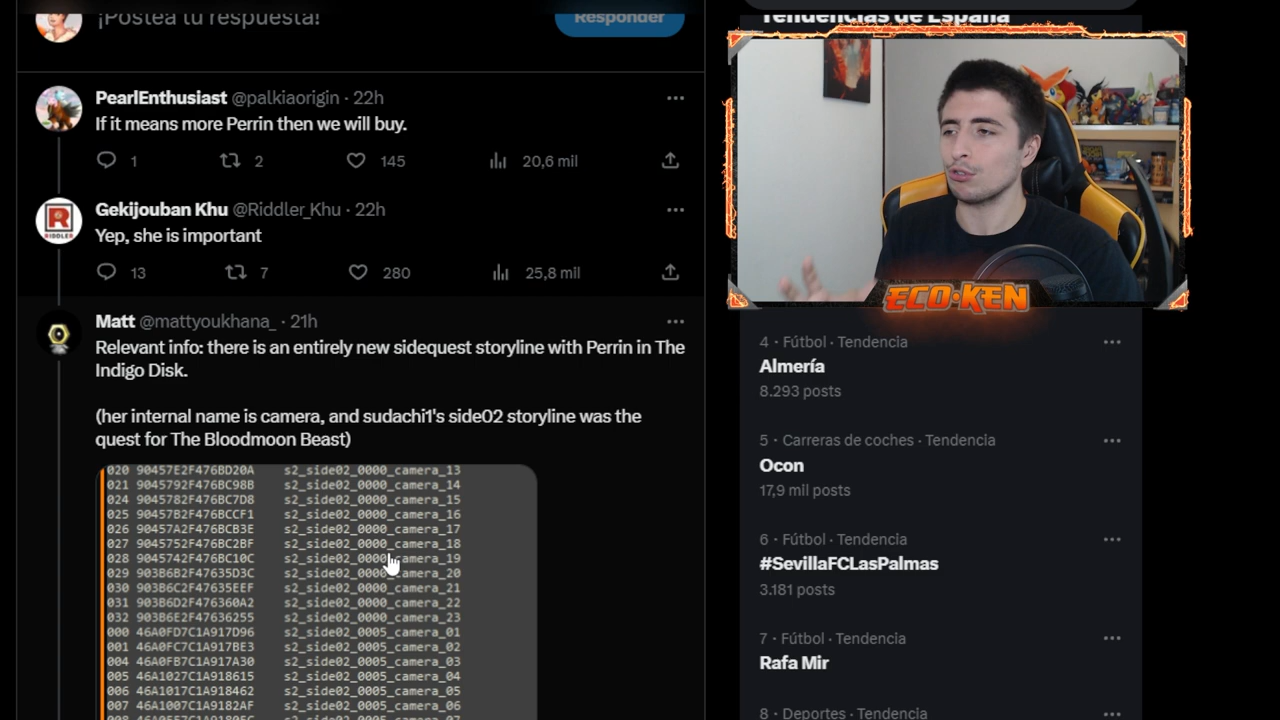 ¡Postea tu respuesta!
Responder
PearlEnthusiast @palkiaorigin · 22h
If it means more Perrin then we will buy.
1 2 145 20,6 mil
Gekijouban Khu @Riddler_Khu · 22h
Yep, she is important
13 7 280 25,8 mil
Matt @mattyoukhana_ · 21h
Relevant info: there is an entirely new sidequest storyline with Perrin in The
Indigo Disk.
(her internal name is camera, and sudachi1's side02 storyline was the
quest for The Bloodmoon Beast)
020 90457E2F476BD20A s2_side02_0000_camera_13
021 9045792F476BC98B s2_side02_0000_camera_14
024 9045782F476BC7D8 s2_side02_0000_camera_15
025 90457B2F476BCCF1 s2_side02_0000_camera_16
026 90457A2F476BCB3E s2_side02_0000_camera_17
027 9045752F476BC2BF s2_side02_0000_camera_18
028 9045742F476BC10C s2_side02_0000_camera_19
029 903B6B2F47635D3C s2_side02_0000_camera_20
030 903B6C2F47635EEF s2_side02_0000_camera_21
031 903B6D2F476360A2 s2_side02_0000_camera_22
032 903B6E2F47636255 s2_side02_0000_camera_23
000 46A0FD7C1A917D96 s2_side02_0005_camera_01
001 46A0FC7C1A917BE3 s2_side02_0005_camera_02
004 46A0FB7C1A917A30 s2_side02_0005_camera_03
005 46A1027C1A918615 s2_side02_0005_camera_04
006 46A1017C1A918462 s2_side02_0005_camera_05
007 46A1007C1A9182AF s2_side02_0005_camera_06
Tendencias de España
ECO·KEN
4 · Fútbol · Tendencia
Almería
8.293 posts
5 · Carreras de coches · Tendencia
Ocon
17,9 mil posts
6 · Fútbol · Tendencia
#SevillaFCLasPalmas
3.181 posts
7 · Fútbol · Tendencia
Rafa Mir
8 · Deportes · Tendencia